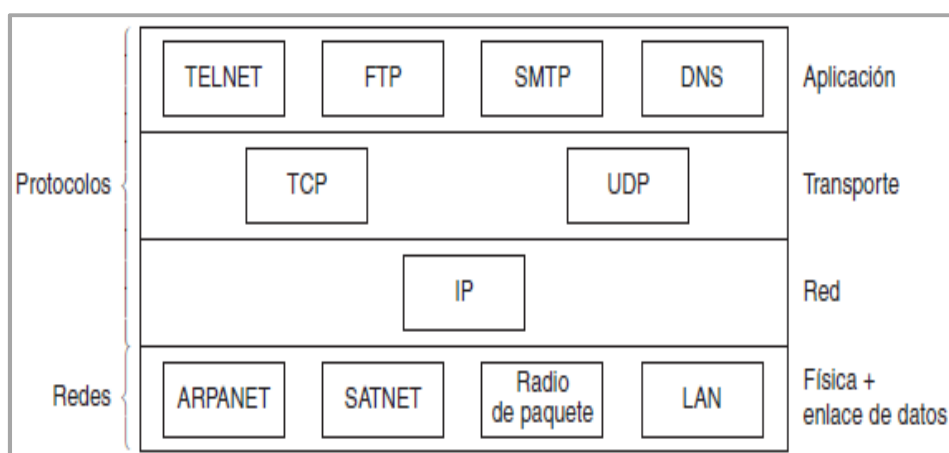 TELNET FTP SMTP DNS Aplicación
Protocolos TCP UDP Transporte
IP Red
Redes ARPANET SATNET Radio
de paquete LAN Física +
enlace de datos